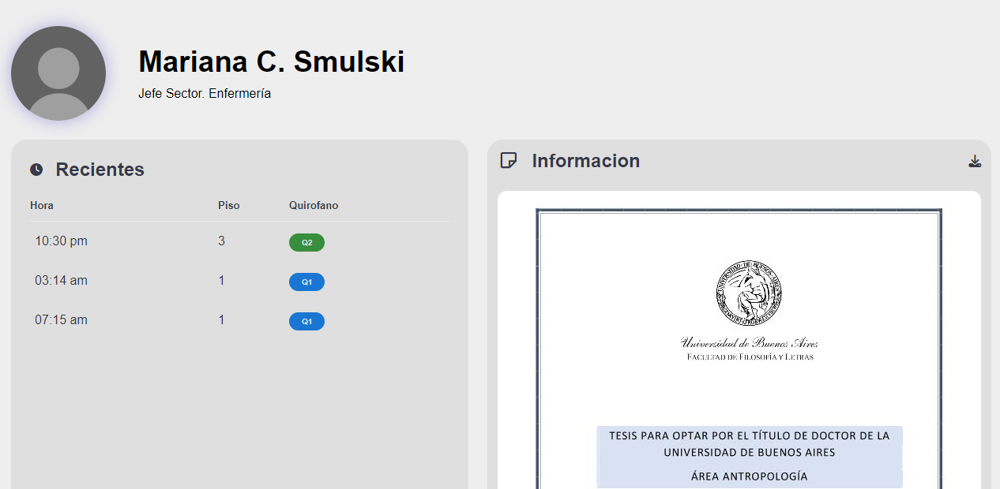 Mariana C. Smulski
Jefe Sector. Enfermería
Recientes
Hora Piso Quirofano
10:30 pm 3 Q2
03:14 am 1 Q1
07:15 am 1 Q1
Informacion
Universidad de Buenos Aires
Facultad de Filosofía y Letras
TESIS PARA OPTAR POR EL TÍTULO DE DOCTOR DE LA
UNIVERSIDAD DE BUENOS AIRES
ÁREA ANTROPOLOGÍA